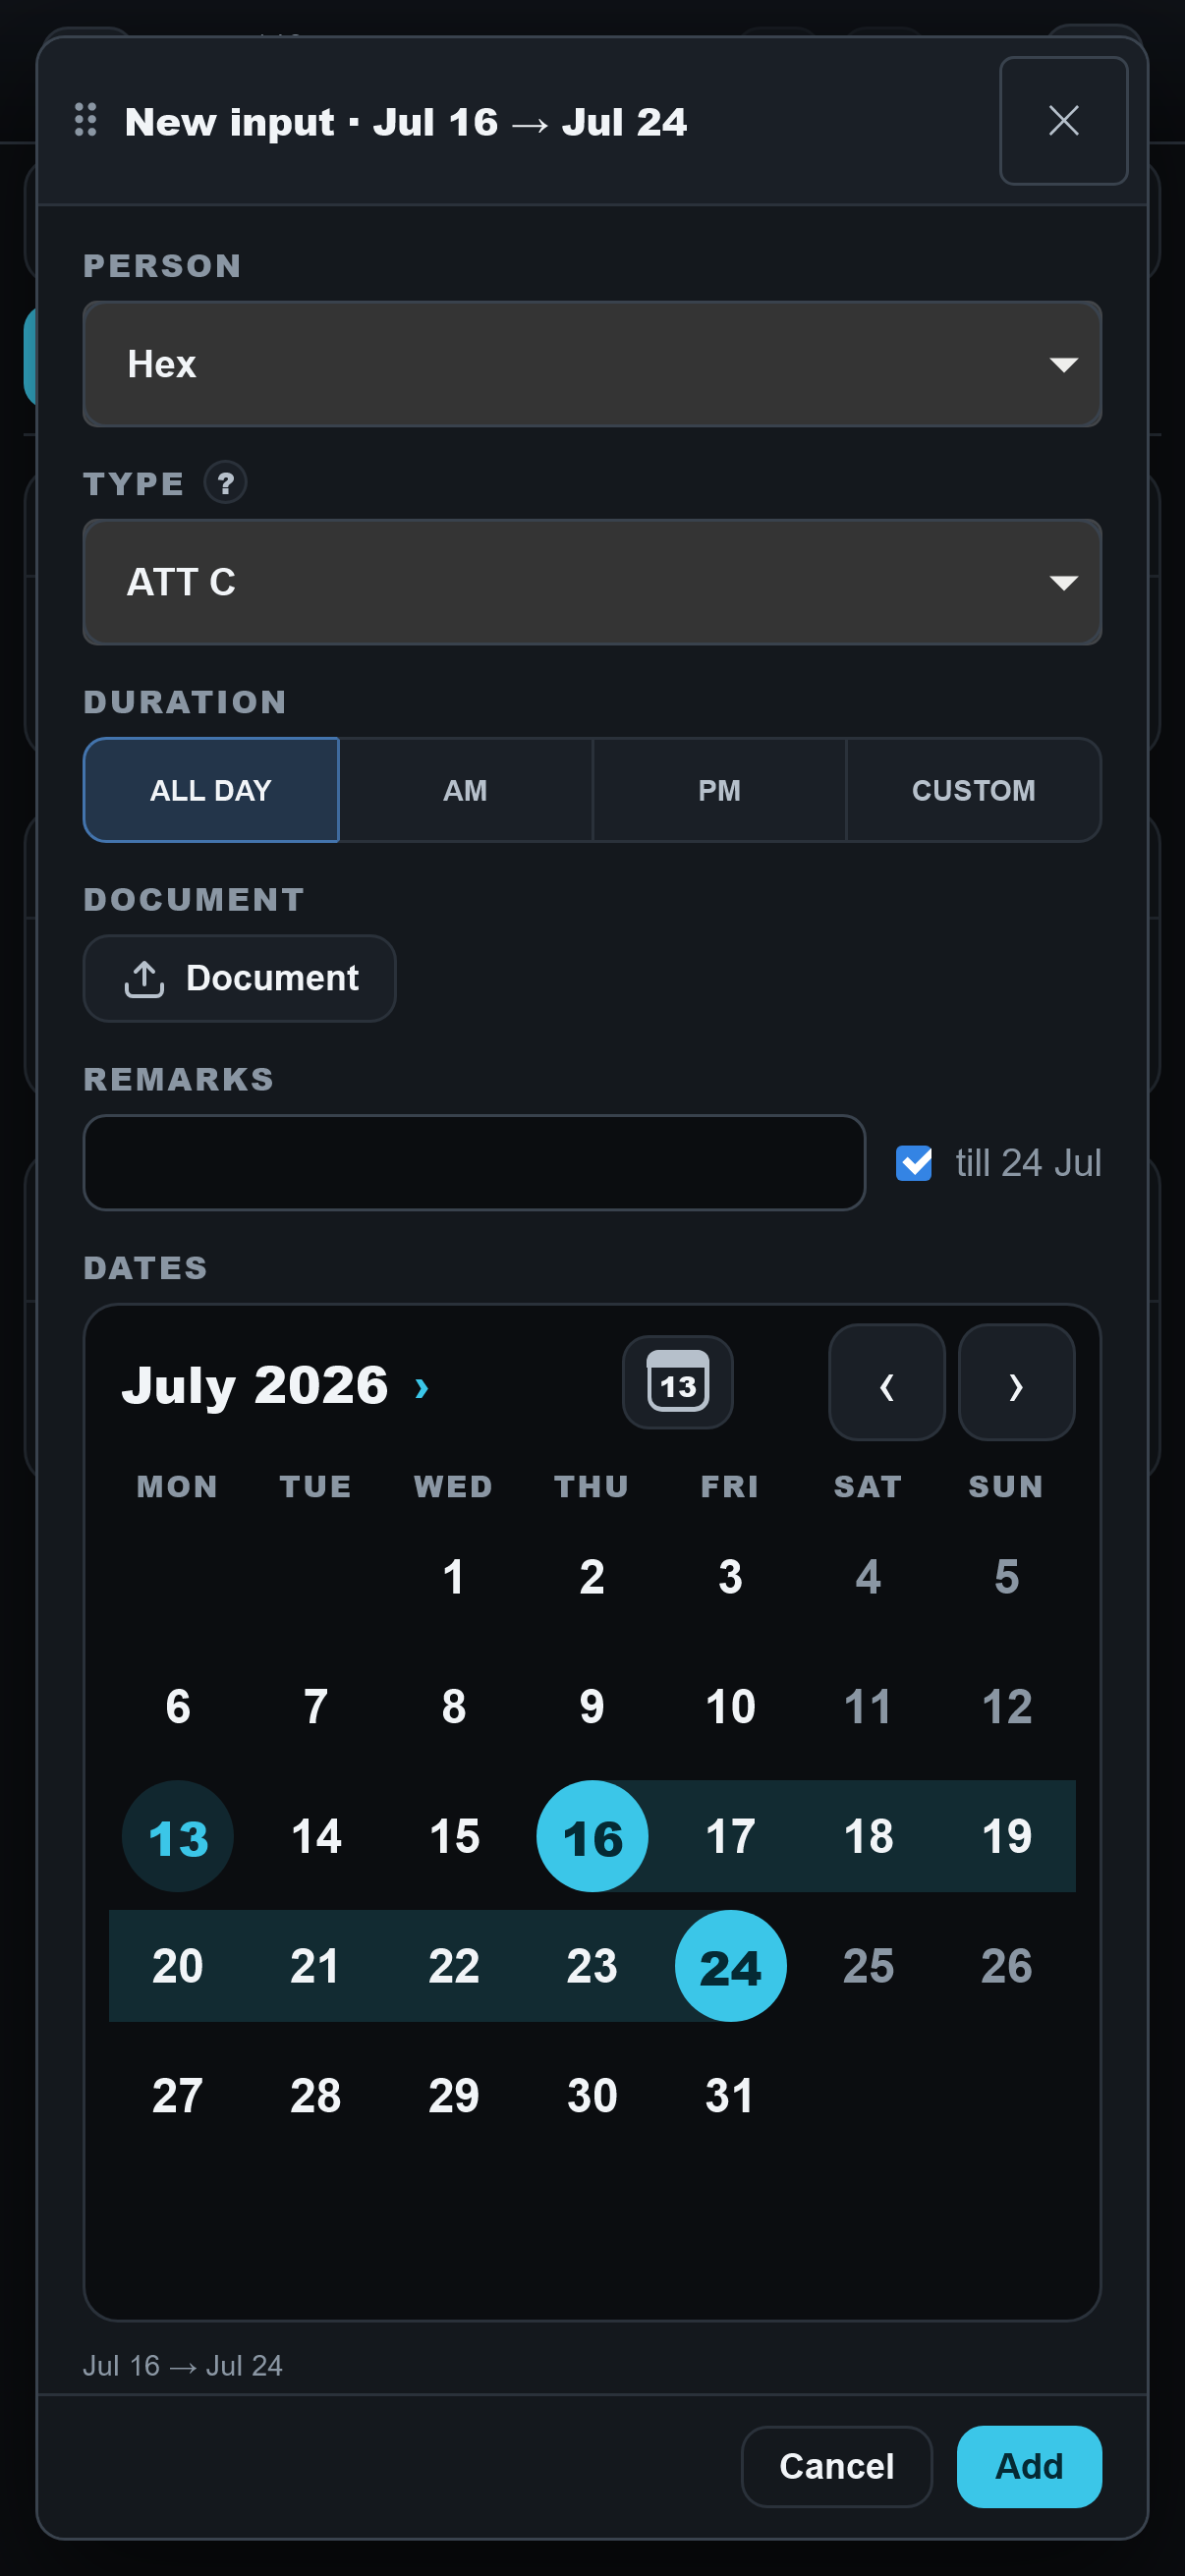 New input · Jul 16 → Jul 24
PERSON
Hex
TYPE ?
ATT C
DURATION
ALL DAY AM PM CUSTOM
DOCUMENT
Document
REMARKS
till 24 Jul
DATES
July 2026 › 13 ‹ ›
MON TUE WED THU FRI SAT SUN
1 2 3 4 5
6 7 8 9 10 11 12
13 14 15 16 17 18 19
20 21 22 23 24 25 26
27 28 29 30 31
Jul 16 → Jul 24
Cancel Add